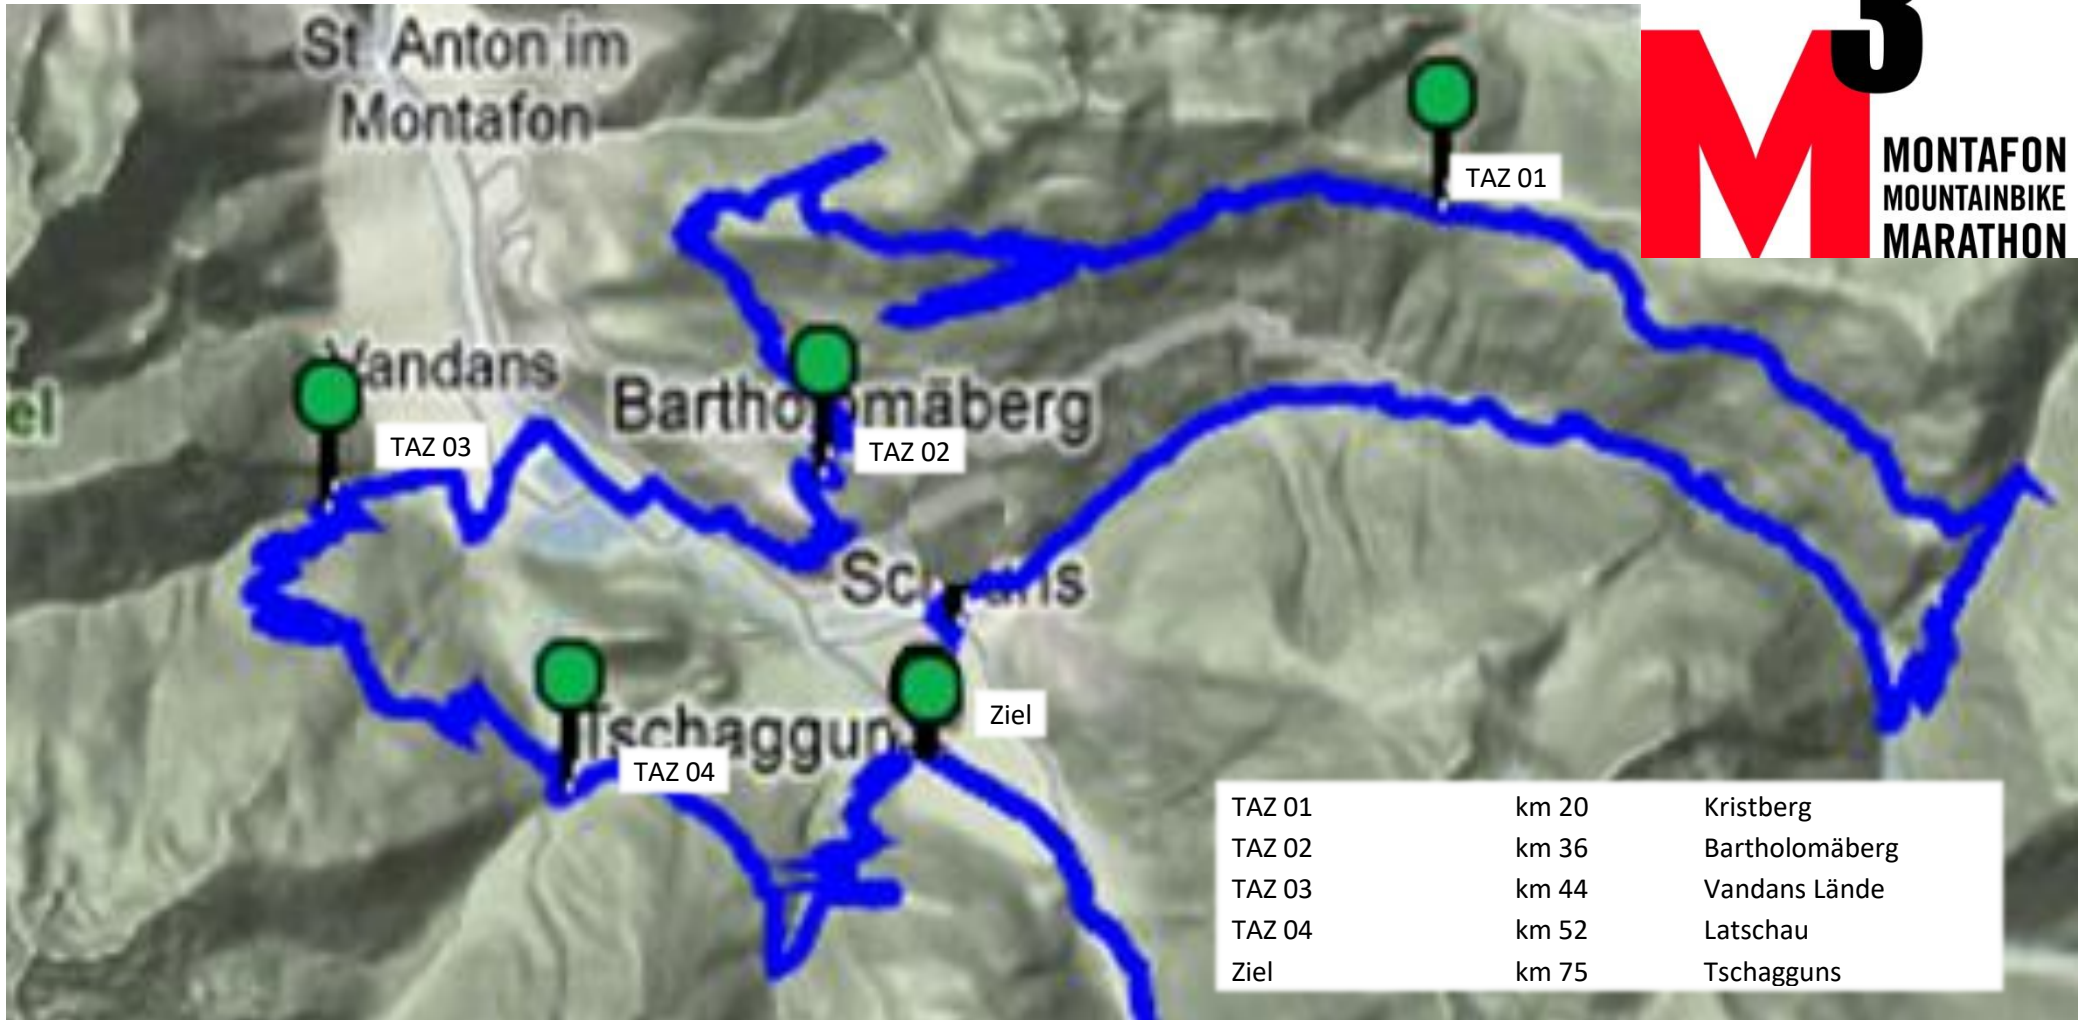 St. Anton im
Montafon
3
M
MONTAFON
MOUNTAINBIKE
MARATHON
TAZ 01
Vandans
el
TAZ 03
Bartholomäberg
TAZ 02
Ziel
TAZ 04
TAZ 01 km 20 Kristberg
TAZ 02 km 36 Bartholomäberg
TAZ 03 km 44 Vandans Lände
TAZ 04 km 52 Latschau
Ziel km 75 Tschagguns